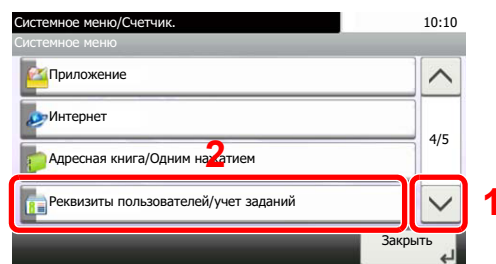 Системное меню/Счетчик. 10:10
Системное меню
Приложение
Интернет
4/5
Адресная книга/Одним нажатием
2
Реквизиты пользователей/учет заданий
1
Закрыть